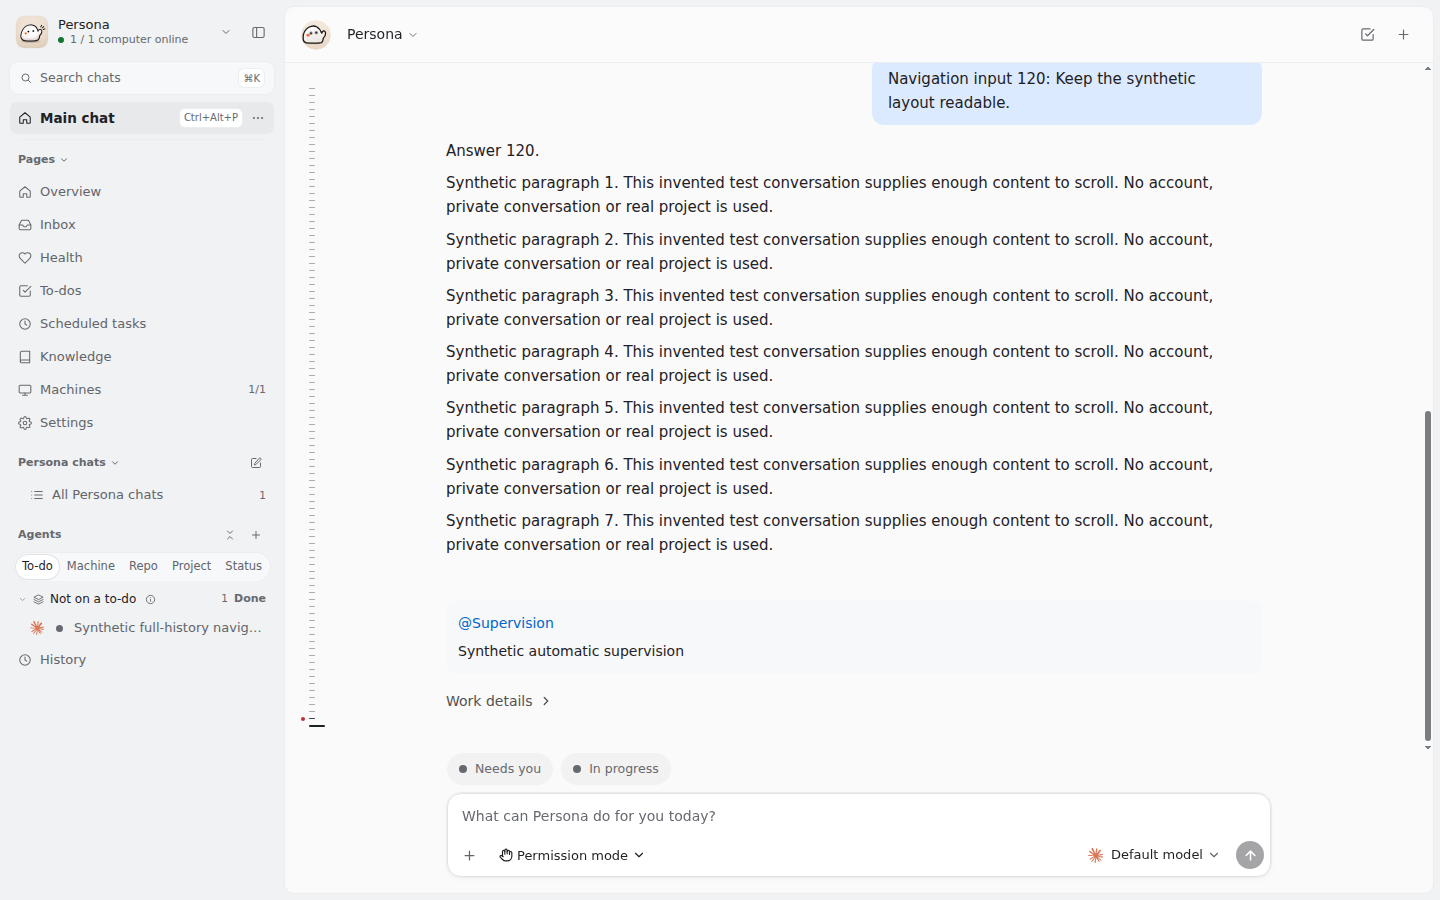 Persona
1 / 1 computer online
Search chats
⌘K
Main chat
Ctrl+Alt+P
Pages
Overview
Inbox
Health
To-dos
Scheduled tasks
Knowledge
Machines
1/1
Settings
Persona chats
All Persona chats
1
Agents
To-do
Machine
Repo
Project
Status
Not on a to-do
1 Done
Synthetic full-history navig...
History
Persona
Navigation input 120: Keep the synthetic
layout readable.
Answer 120.
Synthetic paragraph 1. This invented test conversation supplies enough content to scroll. No account,
private conversation or real project is used.
Synthetic paragraph 2. This invented test conversation supplies enough content to scroll. No account,
private conversation or real project is used.
Synthetic paragraph 3. This invented test conversation supplies enough content to scroll. No account,
private conversation or real project is used.
Synthetic paragraph 4. This invented test conversation supplies enough content to scroll. No account,
private conversation or real project is used.
Synthetic paragraph 5. This invented test conversation supplies enough content to scroll. No account,
private conversation or real project is used.
Synthetic paragraph 6. This invented test conversation supplies enough content to scroll. No account,
private conversation or real project is used.
Synthetic paragraph 7. This invented test conversation supplies enough content to scroll. No account,
private conversation or real project is used.
@Supervision
Synthetic automatic supervision
Work details
Needs you
In progress
What can Persona do for you today?
Permission mode
Default model